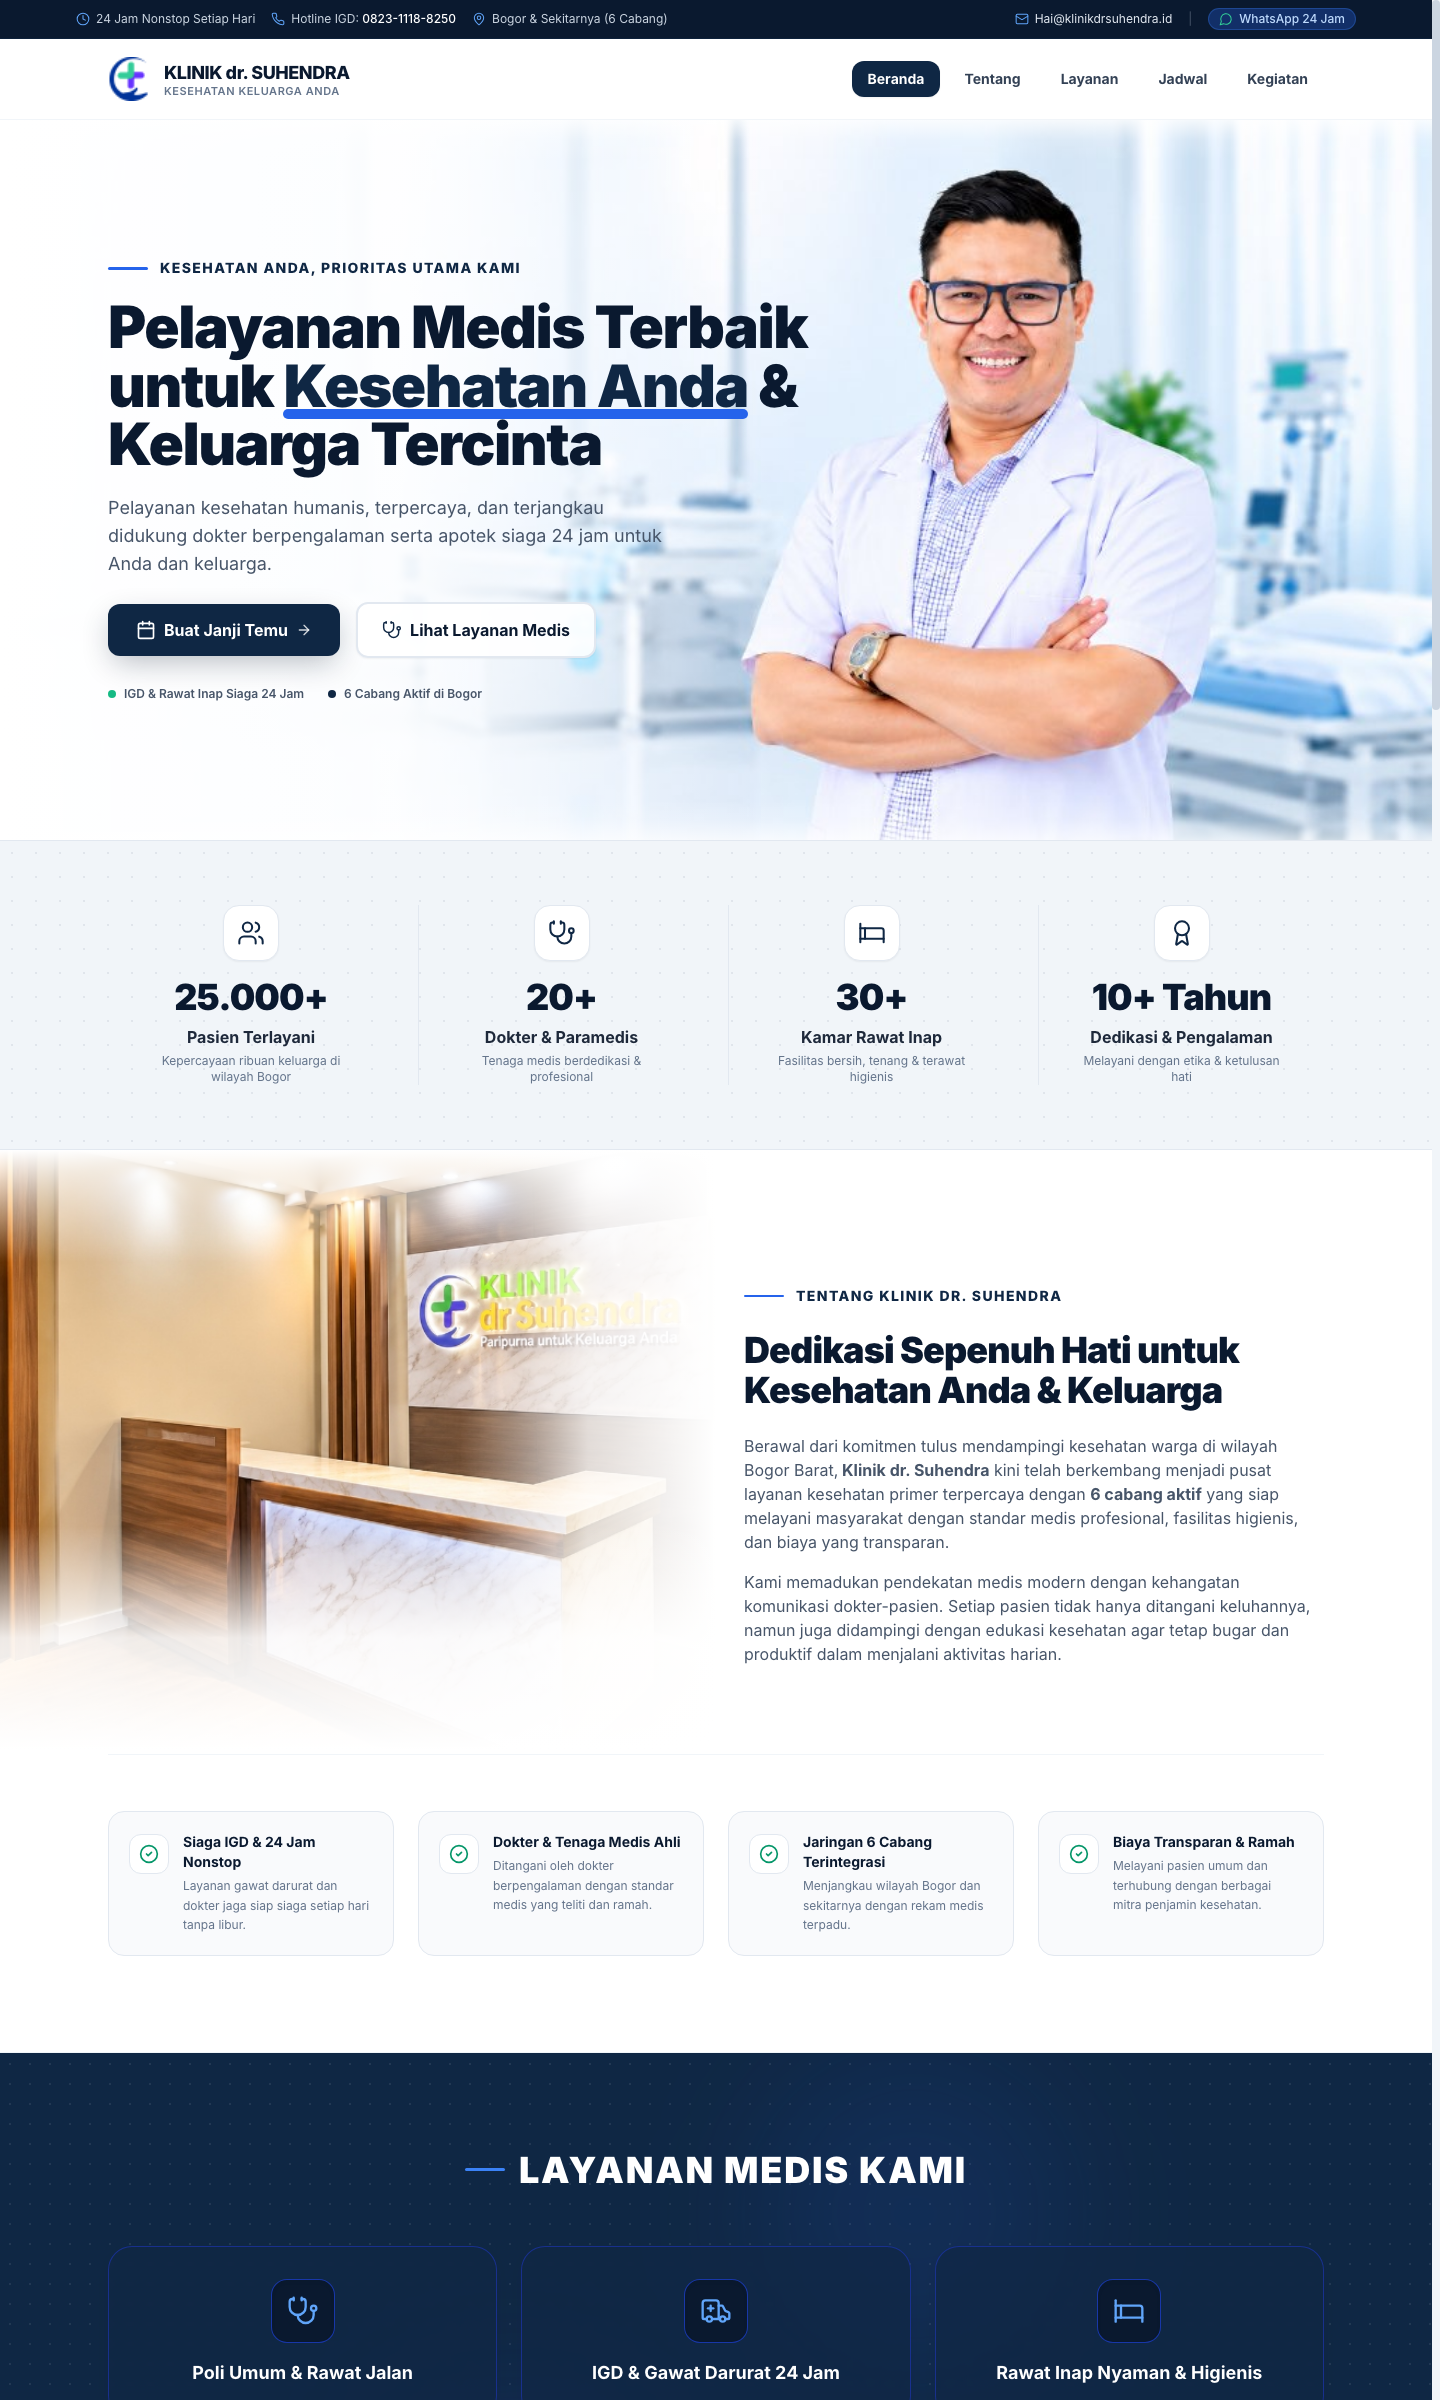 24 Jam Nonstop Setiap Hari
Hotline IGD: 0823-1118-8250
Bogor & Sekitarnya (6 Cabang)
Hai@klinikdrsuhendra.id
WhatsApp 24 Jam
KLINIK dr. SUHENDRA
KESEHATAN KELUARGA ANDA
Beranda
Tentang
Layanan
Jadwal
Kegiatan
KESEHATAN ANDA, PRIORITAS UTAMA KAMI
Pelayanan Medis Terbaik
untuk Kesehatan Anda &
Keluarga Tercinta
Pelayanan kesehatan humanis, terpercaya, dan terjangkau
didukung dokter berpengalaman serta apotek siaga 24 jam untuk
Anda dan keluarga.
Buat Janji Temu
Lihat Layanan Medis
IGD & Rawat Inap Siaga 24 Jam
6 Cabang Aktif di Bogor
25.000+
Pasien Terlayani
Kepercayaan ribuan keluarga di
wilayah Bogor
20+
Dokter & Paramedis
Tenaga medis berdedikasi &
profesional
30+
Kamar Rawat Inap
Fasilitas bersih, tenang & terawat
higienis
10+ Tahun
Dedikasi & Pengalaman
Melayani dengan etika & ketulusan
hati
KLINIK
dr Suhendra
Paripurna untuk Keluarga Anda
TENTANG KLINIK DR. SUHENDRA
Dedikasi Sepenuh Hati untuk
Kesehatan Anda & Keluarga
Berawal dari komitmen tulus mendampingi kesehatan warga di wilayah
Bogor Barat, Klinik dr. Suhendra kini telah berkembang menjadi pusat
layanan kesehatan primer terpercaya dengan 6 cabang aktif yang siap
melayani masyarakat dengan standar medis profesional, fasilitas higienis,
dan biaya yang transparan.
Kami memadukan pendekatan medis modern dengan kehangatan
komunikasi dokter-pasien. Setiap pasien tidak hanya ditangani keluhannya,
namun juga didampingi dengan edukasi kesehatan agar tetap bugar dan
produktif dalam menjalani aktivitas harian.
Siaga IGD & 24 Jam
Nonstop
Layanan gawat darurat dan
dokter jaga siap siaga setiap hari
tanpa libur.
Dokter & Tenaga Medis Ahli
Ditangani oleh dokter
berpengalaman dengan standar
medis yang teliti dan ramah.
Jaringan 6 Cabang
Terintegrasi
Menjangkau wilayah Bogor dan
sekitarnya dengan rekam medis
terpadu.
Biaya Transparan & Ramah
Melayani pasien umum dan
terhubung dengan berbagai
mitra penjamin kesehatan.
LAYANAN MEDIS KAMI
Poli Umum & Rawat Jalan
IGD & Gawat Darurat 24 Jam
Rawat Inap Nyaman & Higienis